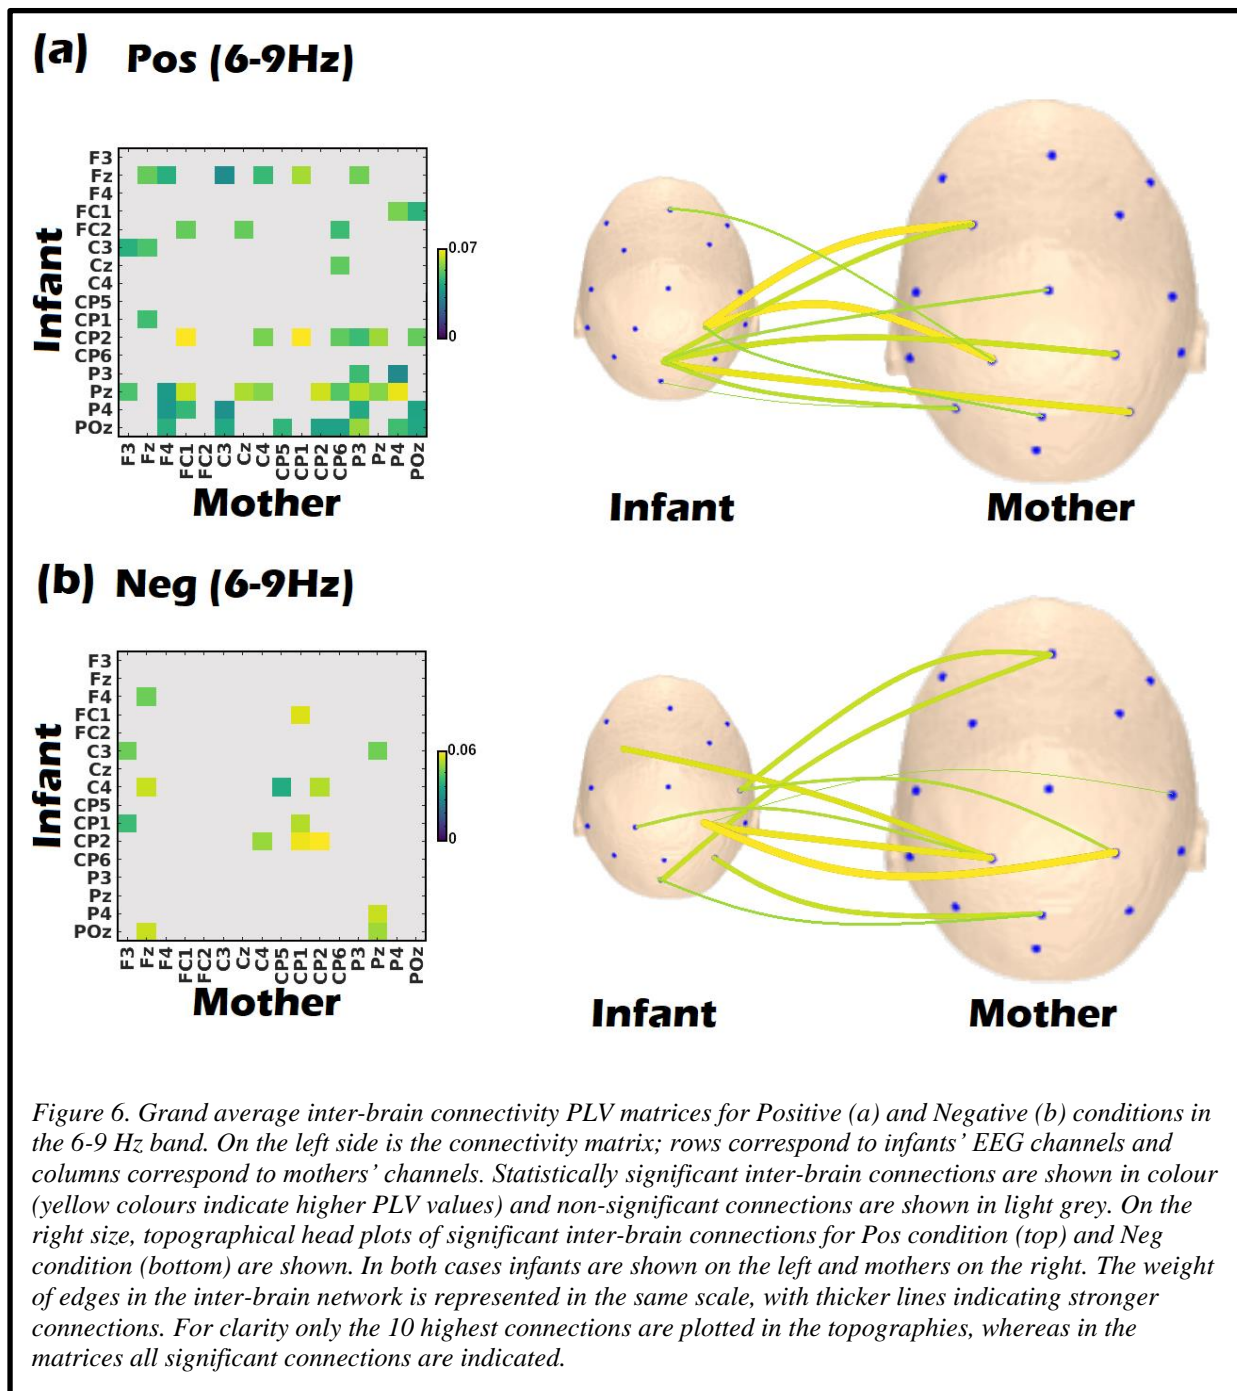 (a) Pos (6-9Hz)
F3
Fz
F4
FC1
FC2
C3
Cz
C4
CP5
CP1
CP2
CP6
P3
Pz
P4
POz
Infant
F3 Fz F4 FC1 FC2 C3 Cz C4 CP5 CP1 CP2 CP6 P3 Pz P4 POz
Mother
0.07
0
Infant
Mother
(b) Neg (6-9Hz)
F3
Fz
F4
FC1
FC2
C3
Cz
C4
CP5
CP1
CP2
CP6
P3
Pz
P4
POz
Infant
F3 Fz F4 FC1 FC2 C3 Cz C4 CP5 CP1 CP2 CP6 P3 Pz P4 POz
Mother
0.06
0
Infant
Mother
Figure 6. Grand average inter-brain connectivity PLV matrices for Positive (a) and Negative (b) conditions in
the 6-9 Hz band. On the left side is the connectivity matrix; rows correspond to infants’ EEG channels and
columns correspond to mothers’ channels. Statistically significant inter-brain connections are shown in colour
(yellow colours indicate higher PLV values) and non-significant connections are shown in light grey. On the
right size, topographical head plots of significant inter-brain connections for Pos condition (top) and Neg
condition (bottom) are shown. In both cases infants are shown on the left and mothers on the right. The weight
of edges in the inter-brain network is represented in the same scale, with thicker lines indicating stronger
connections. For clarity only the 10 highest connections are plotted in the topographies, whereas in the
matrices all significant connections are indicated.